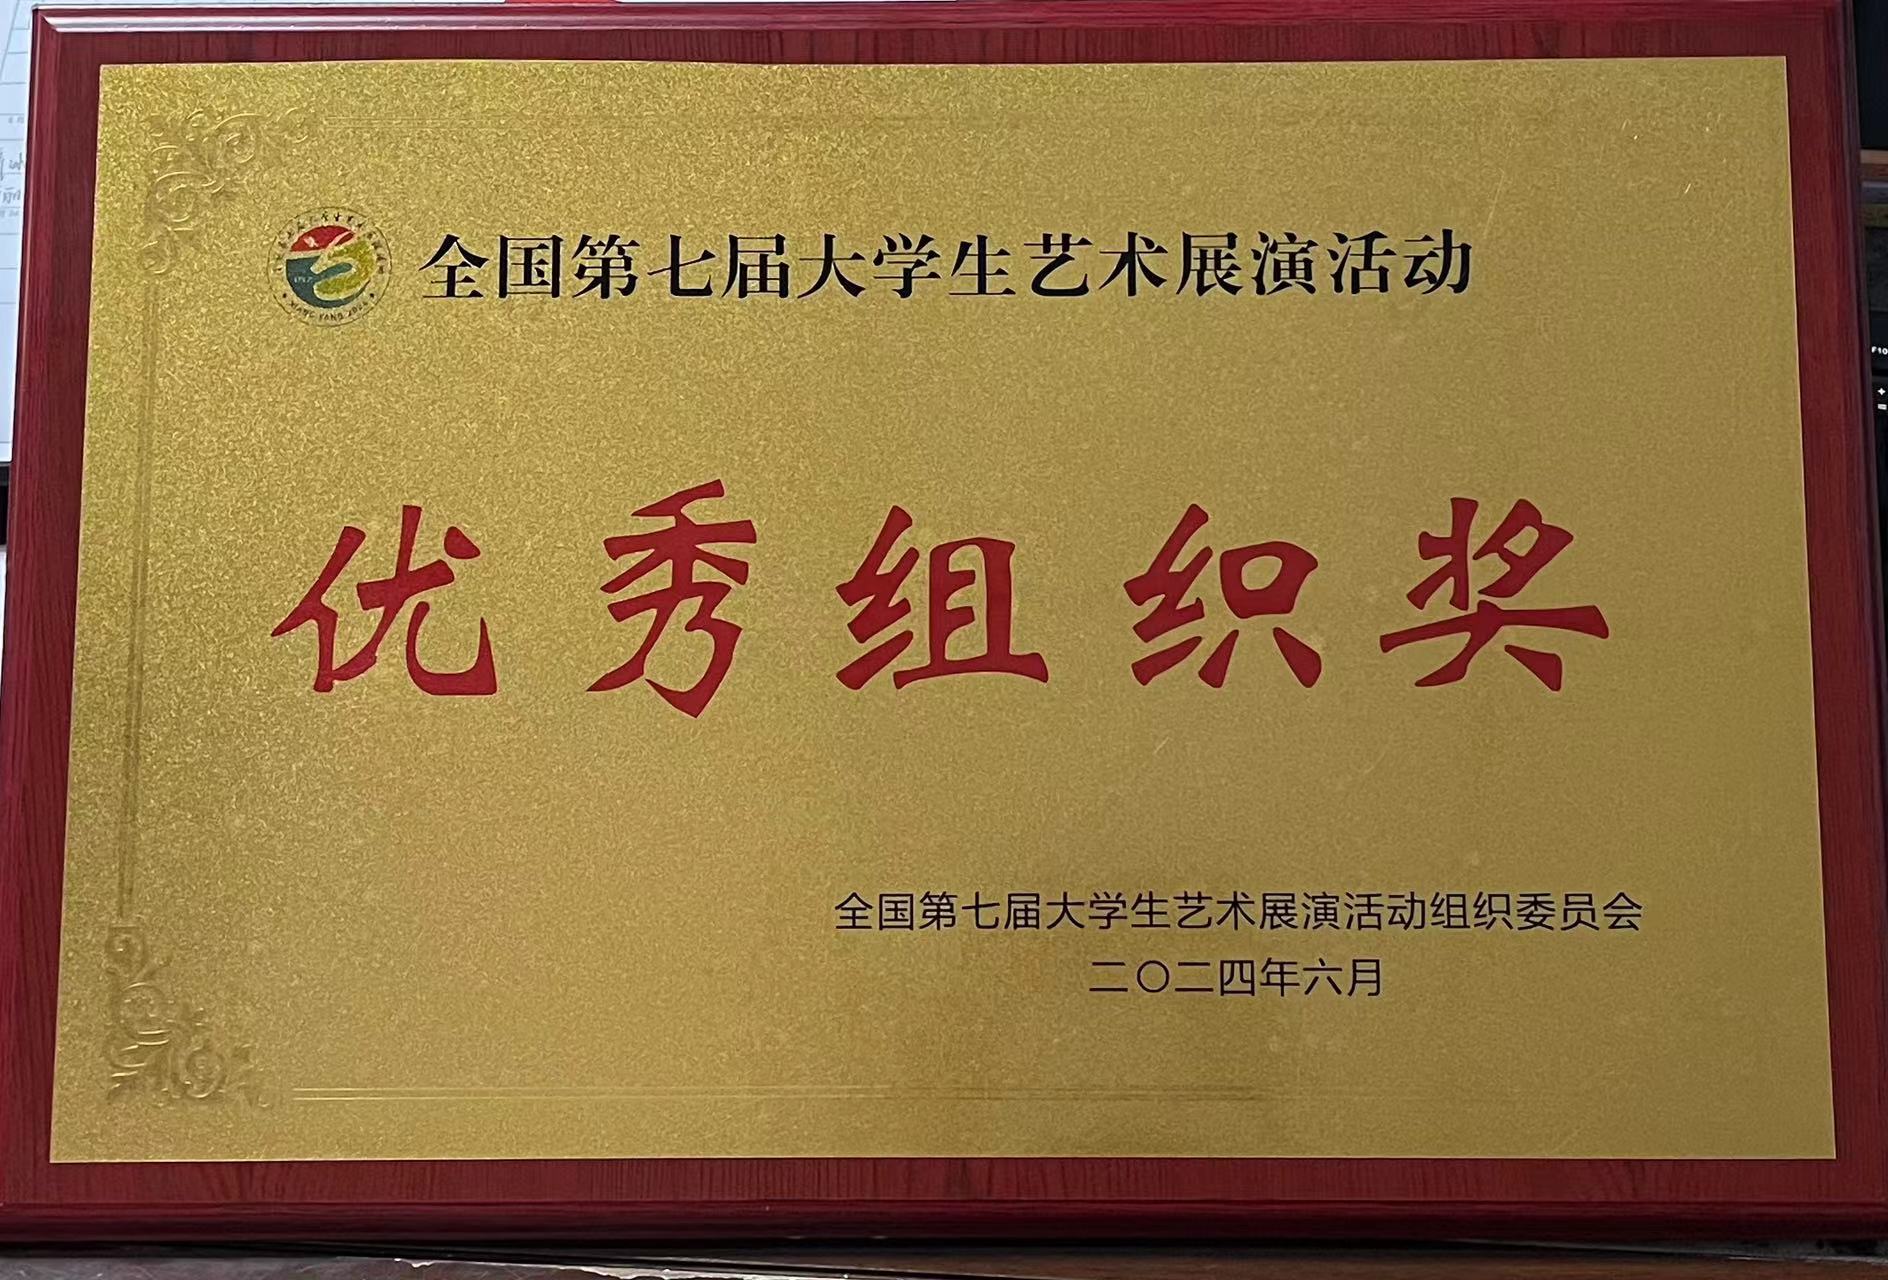 全国第七届大学生艺术展演活动
优秀组织奖
全国第七届大学生艺术展演活动组织委员会
二〇二四年六月
F10